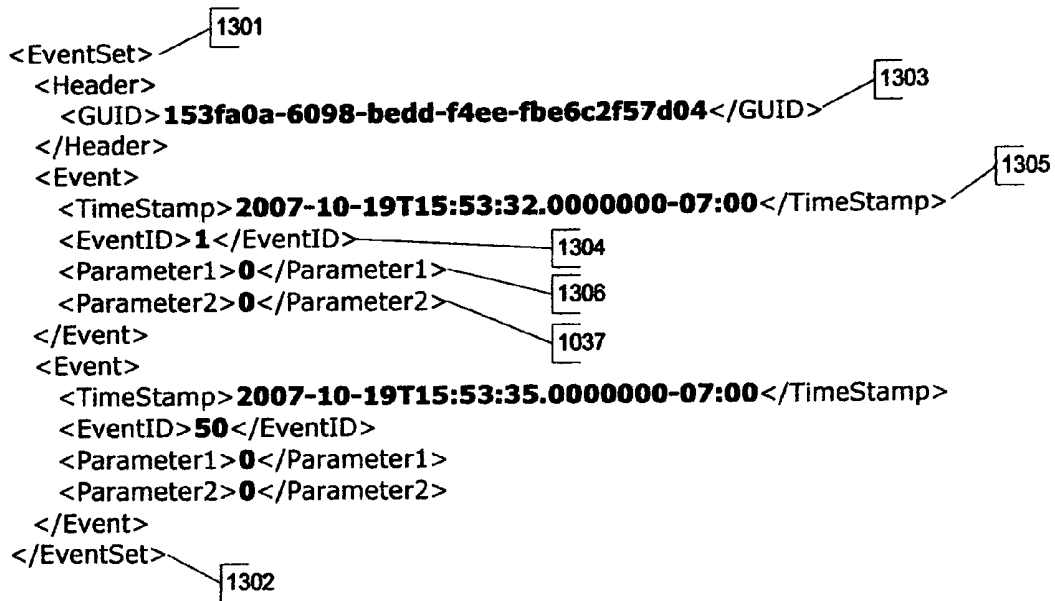 1301
<EventSet>
<Header>
1303
<GUID>153fa0a-6098-bedd-f4ee-fbe6c2f57d04</GUID>
</Header>
1305
<Event>
<TimeStamp>2007-10-19T15:53:32.0000000-07:00</TimeStamp>
<EventID>1</EventID>
1304
<Parameter1>0</Parameter1>
1306
<Parameter2>0</Parameter2>
1037
</Event>
<Event>
<TimeStamp>2007-10-19T15:53:35.0000000-07:00</TimeStamp>
<EventID>50</EventID>
<Parameter1>0</Parameter1>
<Parameter2>0</Parameter2>
</Event>
</EventSet>
1302